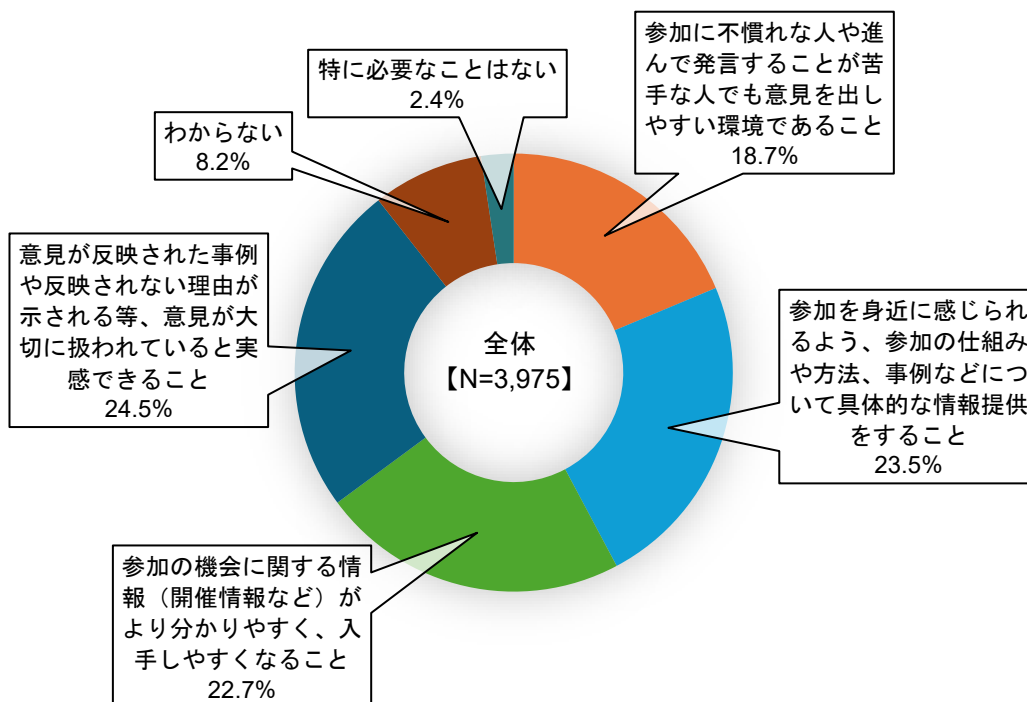 特に必要なことはない
2.4%
参加に不慣れな人や進
んで発言することが苦
手な人でも意見を出し
やすい環境であること
18.7%
わからない
8.2%
意見が反映された事例
や反映されない理由が
示される等、意見が大
切に扱われていると実
感できること
24.5%
全体
【N=3,975】
参加を身近に感じられ
るよう、参加の仕組み
や方法、事例などにつ
いて具体的な情報提供
をすること
23.5%
参加の機会に関する情
報（開催情報など）が
より分かりやすく、入
手しやすくなること
22.7%